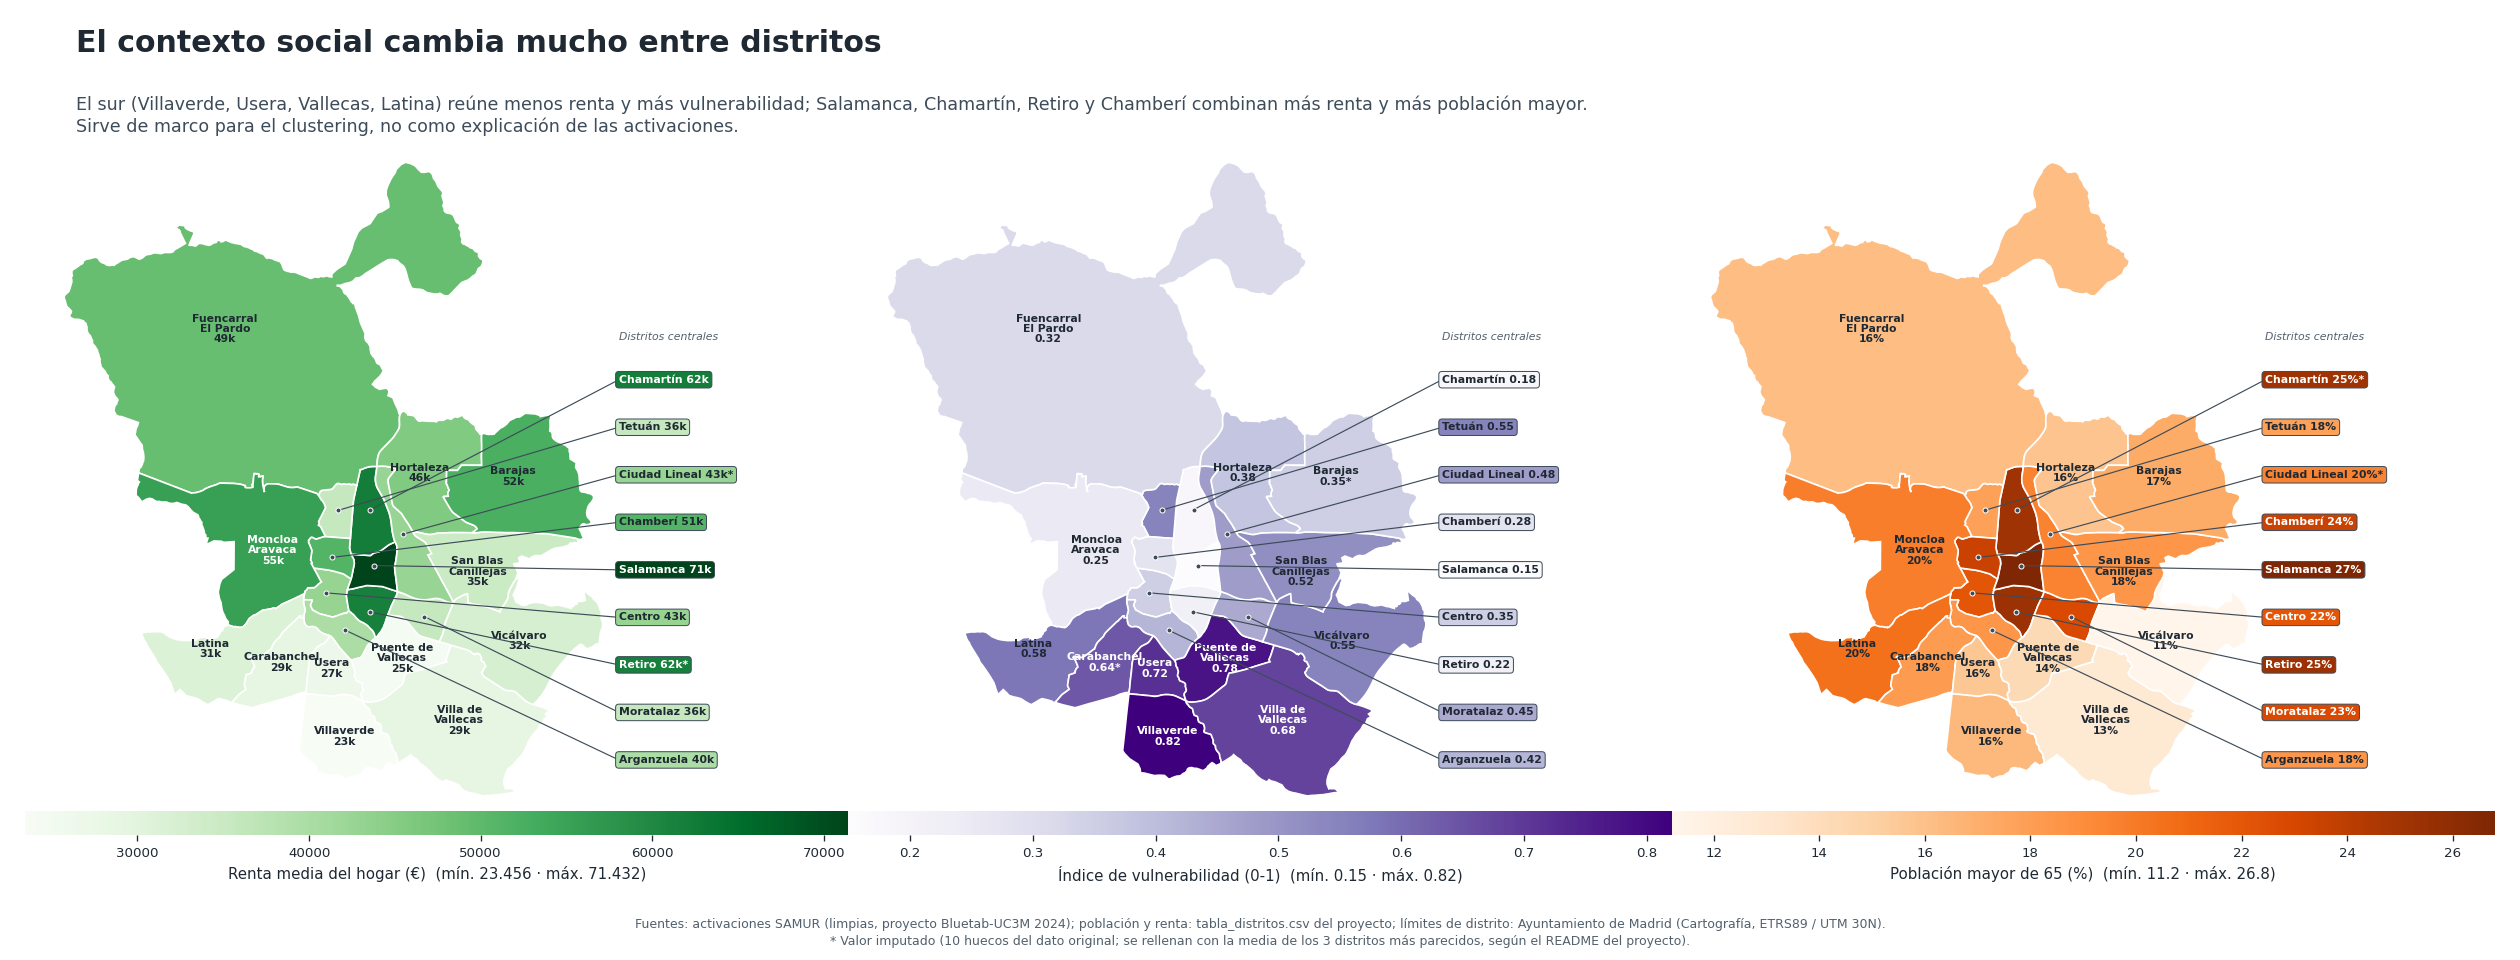 El contexto social cambia mucho entre distritos
El sur (Villaverde, Usera, Vallecas, Latina) reúne menos renta y más vulnerabilidad; Salamanca, Chamartín, Retiro y Chamberí combinan más renta y más población mayor.
Sirve de marco para el clustering, no como explicación de las activaciones.
Fuencarral
El Pardo
49k
Distritos centrales
Chamartín 62k
Tetuán 36k
Hortaleza
46k
Barajas
52k
Ciudad Lineal 43k*
Chamberí 51k
Moncloa
Aravaca
55k
San Blas
Canillejas
35k
Salamanca 71k
Centro 43k
Latina
31k
Carabanchel
29k
Usera
27k
Puente de
Vallecas
25k
Vicálvaro
32k
Retiro 62k*
Moratalaz 36k
Villaverde
23k
Villa de
Vallecas
29k
Arganzuela 40k
30000 40000 50000 60000 70000
Renta media del hogar (€) (mín. 23.456 · máx. 71.432)
Fuencarral
El Pardo
0.32
Distritos centrales
Chamartín 0.18
Tetuán 0.55
Hortaleza
0.38
Barajas
0.35*
Ciudad Lineal 0.48
Chamberí 0.28
Moncloa
Aravaca
0.25
San Blas
Canillejas
0.52
Salamanca 0.15
Centro 0.35
Latina
0.58
Carabanchel
0.64*
Usera
0.72
Puente de
Vallecas
0.78
Vicálvaro
0.55
Retiro 0.22
Moratalaz 0.45
Villaverde
0.82
Villa de
Vallecas
0.68
Arganzuela 0.42
0.2 0.3 0.4 0.5 0.6 0.7 0.8
Índice de vulnerabilidad (0-1) (mín. 0.15 · máx. 0.82)
Fuencarral
El Pardo
16%
Distritos centrales
Chamartín 25%*
Tetuán 18%
Hortaleza
16%
Barajas
17%
Ciudad Lineal 20%*
Chamberí 24%
Moncloa
Aravaca
20%
San Blas
Canillejas
18%
Salamanca 27%
Centro 22%
Latina
20%
Carabanchel
18%
Usera
16%
Puente de
Vallecas
14%
Vicálvaro
11%
Retiro 25%
Moratalaz 23%
Villaverde
16%
Villa de
Vallecas
13%
Arganzuela 18%
12 14 16 18 20 22 24 26
Población mayor de 65 (%) (mín. 11.2 · máx. 26.8)
Fuentes: activaciones SAMUR (limpias, proyecto Bluetab-UC3M 2024); población y renta: tabla_distritos.csv del proyecto; límites de distrito: Ayuntamiento de Madrid (Cartografía, ETRS89 / UTM 30N).
* Valor imputado (10 huecos del dato original; se rellenan con la media de los 3 distritos más parecidos, según el README del proyecto).